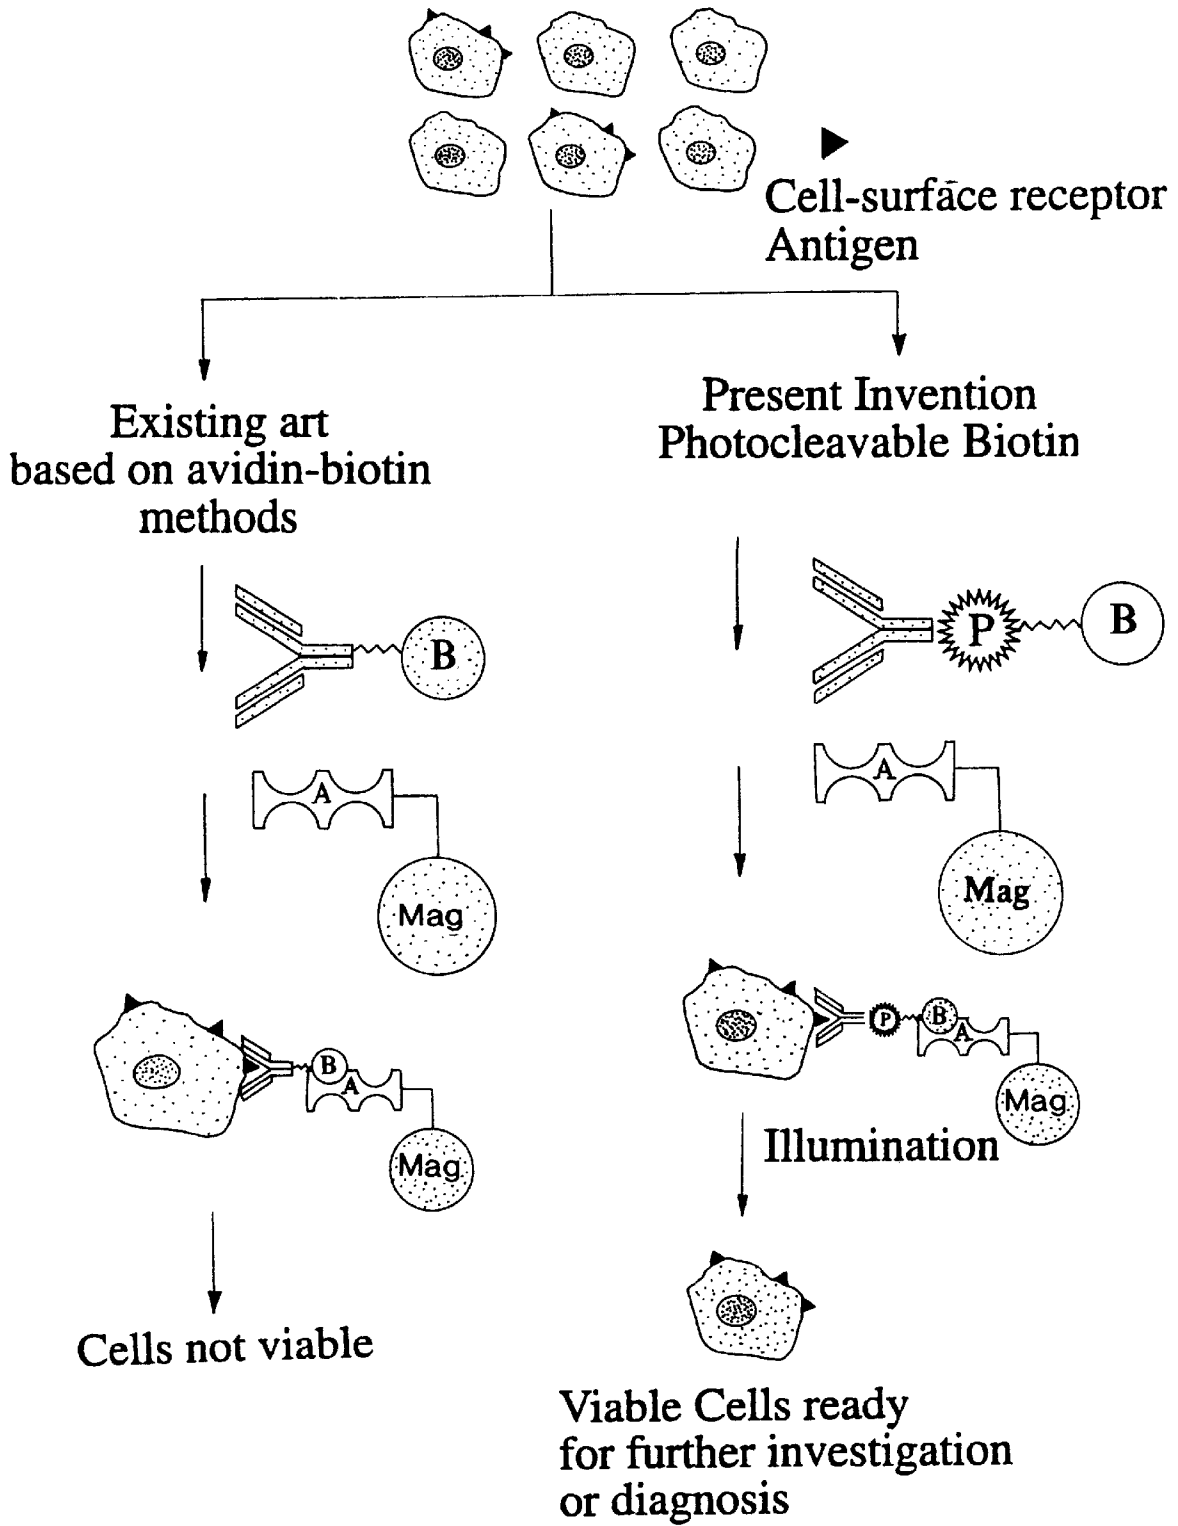 Cell-surface receptor
Antigen
Existing art
based on avidin-biotin
methods
Present Invention
Photocleavable Biotin
B
P
B
A
Mag
A
Mag
B
A
Mag
P
B
A
Mag
Illumination
Cells not viable
Viable Cells ready
for further investigation
or diagnosis